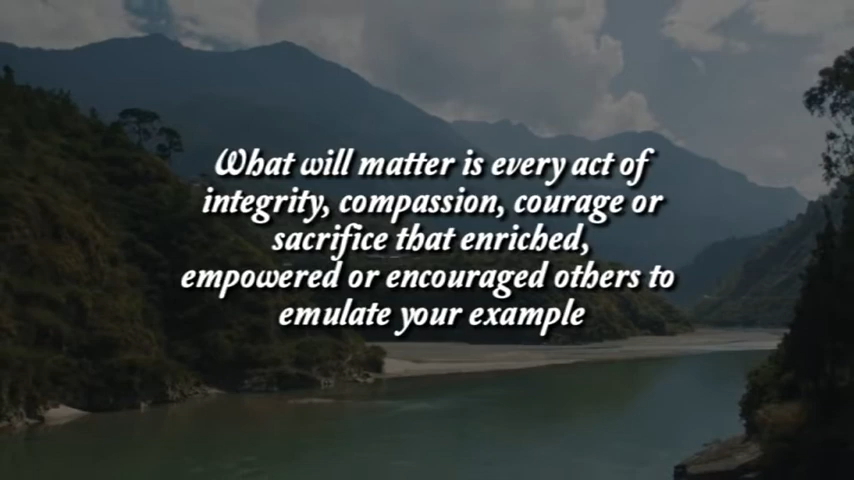 What will matter is every act of
integrity, compassion, courage or
sacrifice that enriched,
empowered or encouraged others to
emulate your example